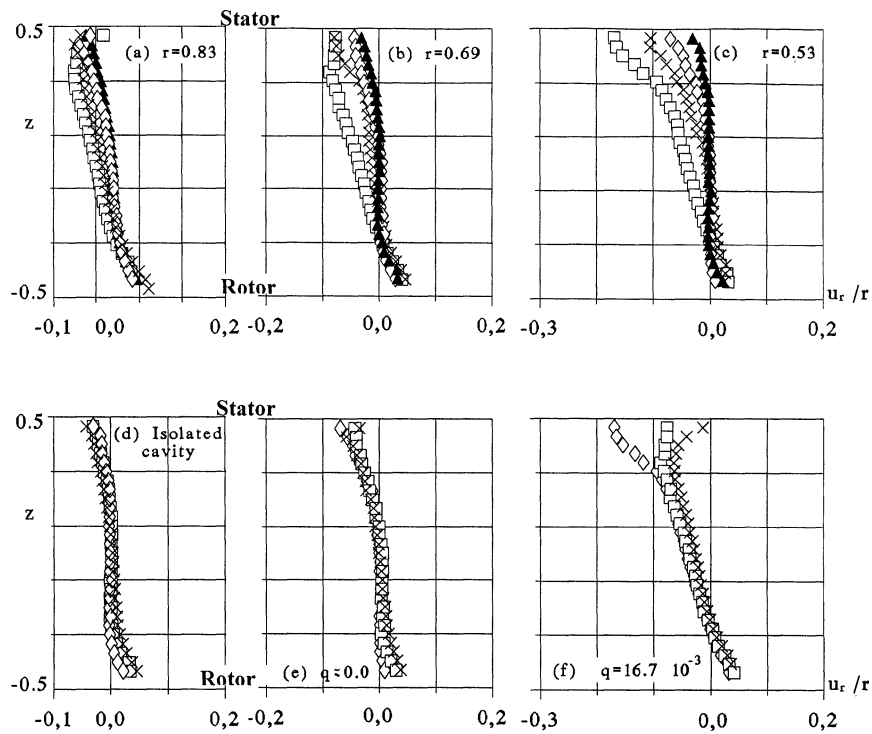 Stator
0.5
(a) r=0.83
(b) r=0.69
(c) r=0.53
z
-0.5
Rotor
uᵣ /r
-0,1 0,0 0,2
-0,2 0,0 0,2
-0,3 0,0 0,2
Stator
0.5
(d) Isolated
cavity
z
(e) q≈0.0
(f) q=16.7 10⁻³
-0.5
Rotor
uᵣ /r
-0,1 0,0 0,2
-0,2 0,0 0,2
-0,3 0,0 0,2